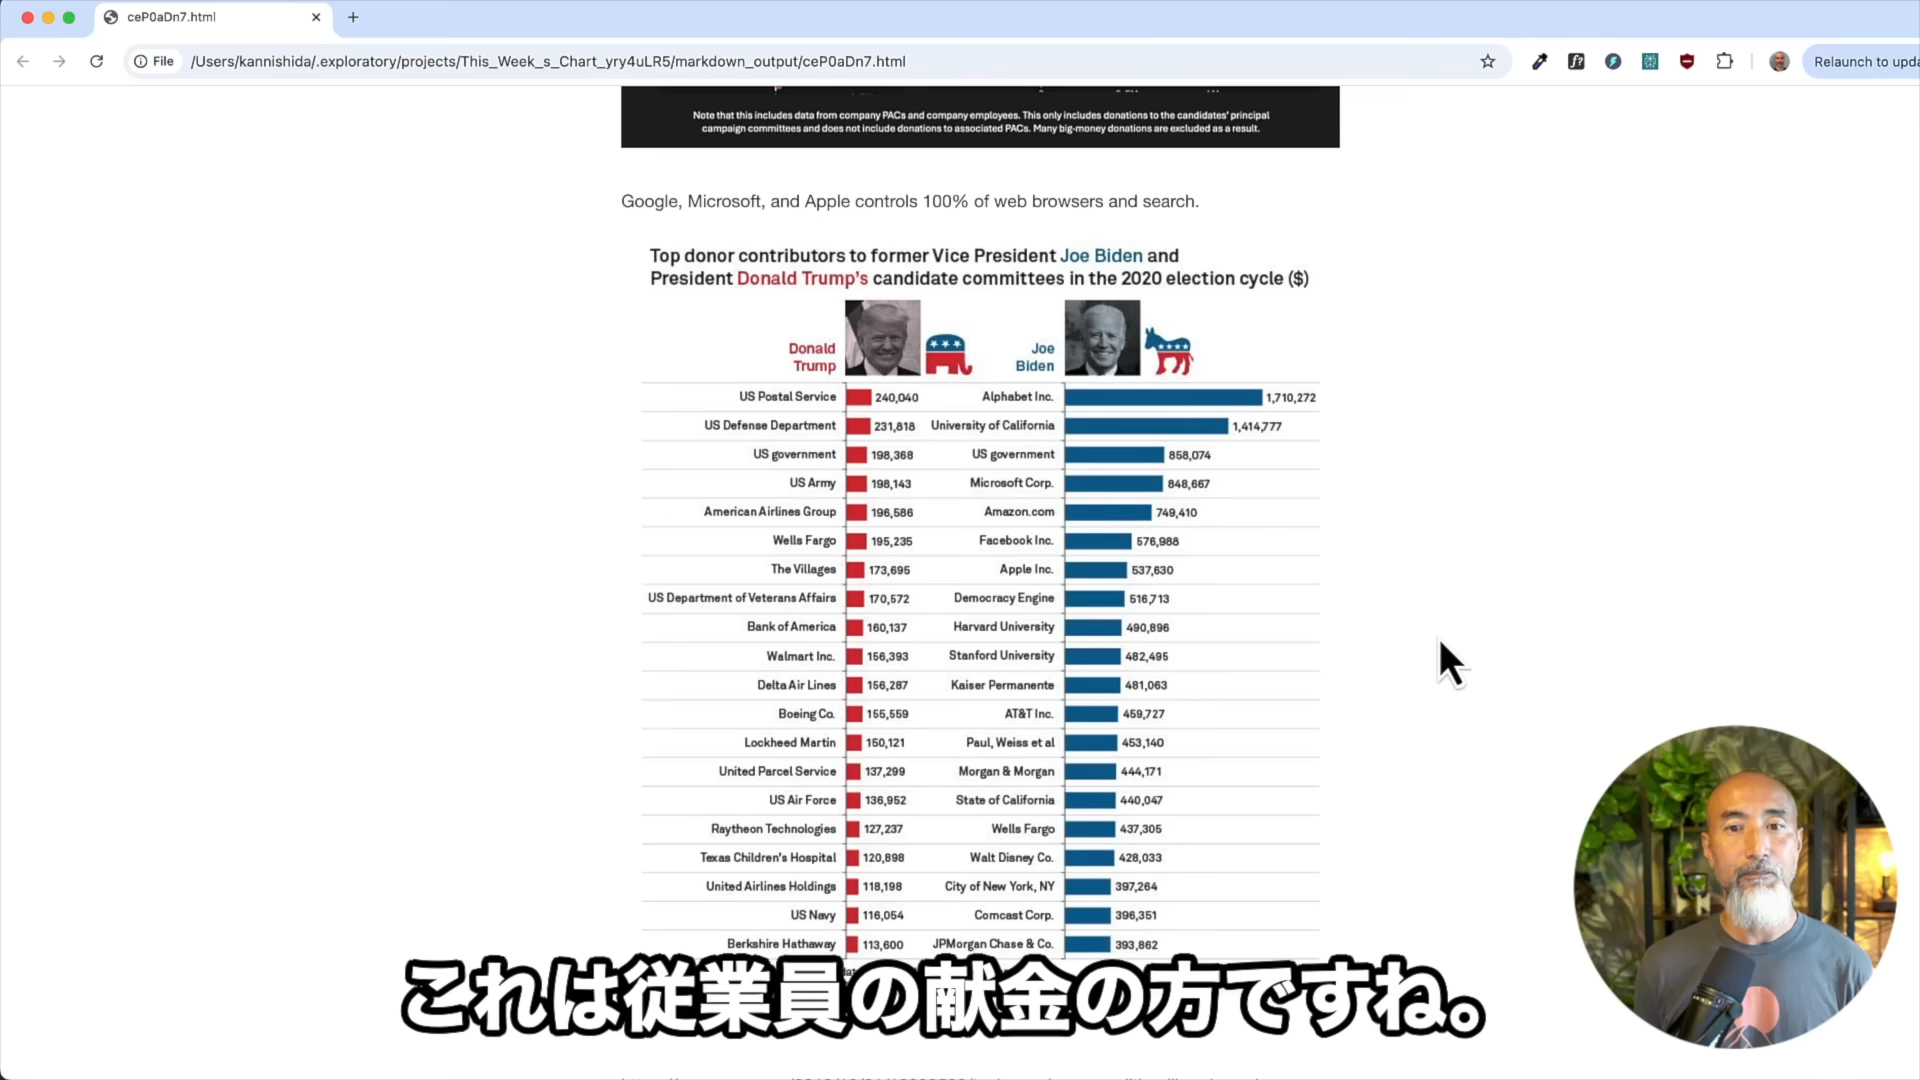 ceP0aDn7.html
File
/Users/kannishida/.exploratory/projects/This_Week_s_Chart_yry4uLR5/markdown_output/ceP0aDn7.html
Relaunch to upda
Note that this includes data from company PACs and company employees. This only includes donations to the candidates' principal
campaign committees and does not include donations to associated PACs. Many big-money donations are excluded as a result.
Google, Microsoft, and Apple controls 100% of web browsers and search.
Top donor contributors to former Vice President Joe Biden and
President Donald Trump's candidate committees in the 2020 election cycle ($)
Donald
Trump
Joe
Biden
US Postal Service 240,040 Alphabet Inc. 1,710,272
US Defense Department 231,818 University of California 1,414,777
US government 198,368 US government 858,074
US Army 198,143 Microsoft Corp. 848,667
American Airlines Group 196,586 Amazon.com 749,410
Wells Fargo 195,235 Facebook Inc. 576,988
The Villages 173,695 Apple Inc. 537,630
US Department of Veterans Affairs 170,572 Democracy Engine 516,713
Bank of America 160,137 Harvard University 490,896
Walmart Inc. 156,393 Stanford University 482,495
Delta Air Lines 156,287 Kaiser Permanente 481,063
Boeing Co. 155,559 AT&T Inc. 459,727
Lockheed Martin 150,121 Paul, Weiss et al 453,140
United Parcel Service 137,299 Morgan & Morgan 444,171
US Air Force 136,952 State of California 440,047
Raytheon Technologies 127,237 Wells Fargo 437,305
Texas Children's Hospital 120,898 Walt Disney Co. 428,033
United Airlines Holdings 118,198 City of New York, NY 397,264
US Navy 116,054 Comcast Corp. 396,351
Berkshire Hathaway 113,600 JPMorgan Chase & Co. 393,862
これは従業員の献金の方ですね。